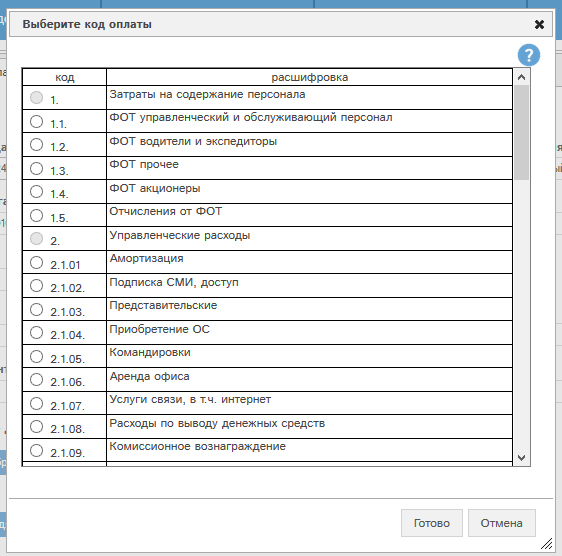 Выберите код оплаты
код расшифровка
1. Затраты на содержание персонала
1.1. ФОТ управленческий и обслуживающий персонал
1.2. ФОТ водители и экспедиторы
1.3. ФОТ прочее
1.4. ФОТ акционеры
1.5. Отчисления от ФОТ
2. Управленческие расходы
2.1.01 Амортизация
2.1.02. Подписка СМИ, доступ
2.1.03. Представительские
2.1.04. Приобретение ОС
2.1.05. Командировки
2.1.06. Аренда офиса
2.1.07. Услуги связи, в т.ч. интернет
2.1.08. Расходы по выводу денежных средств
2.1.09. Комиссионное вознаграждение
Готово Отмена